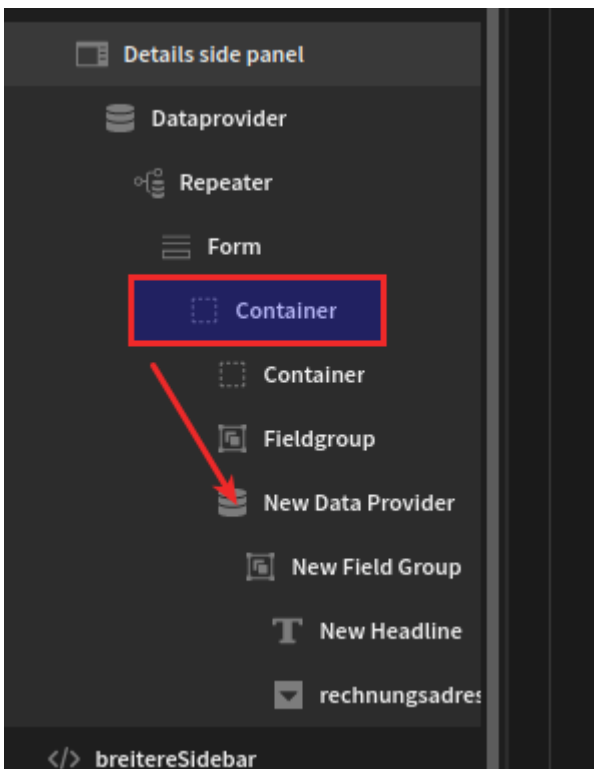 Details side panel
Dataprovider
Repeater
Form
Container
Container
Fieldgroup
New Data Provider
New Field Group
New Headline
rechnungsadres
</> breitereSidebar